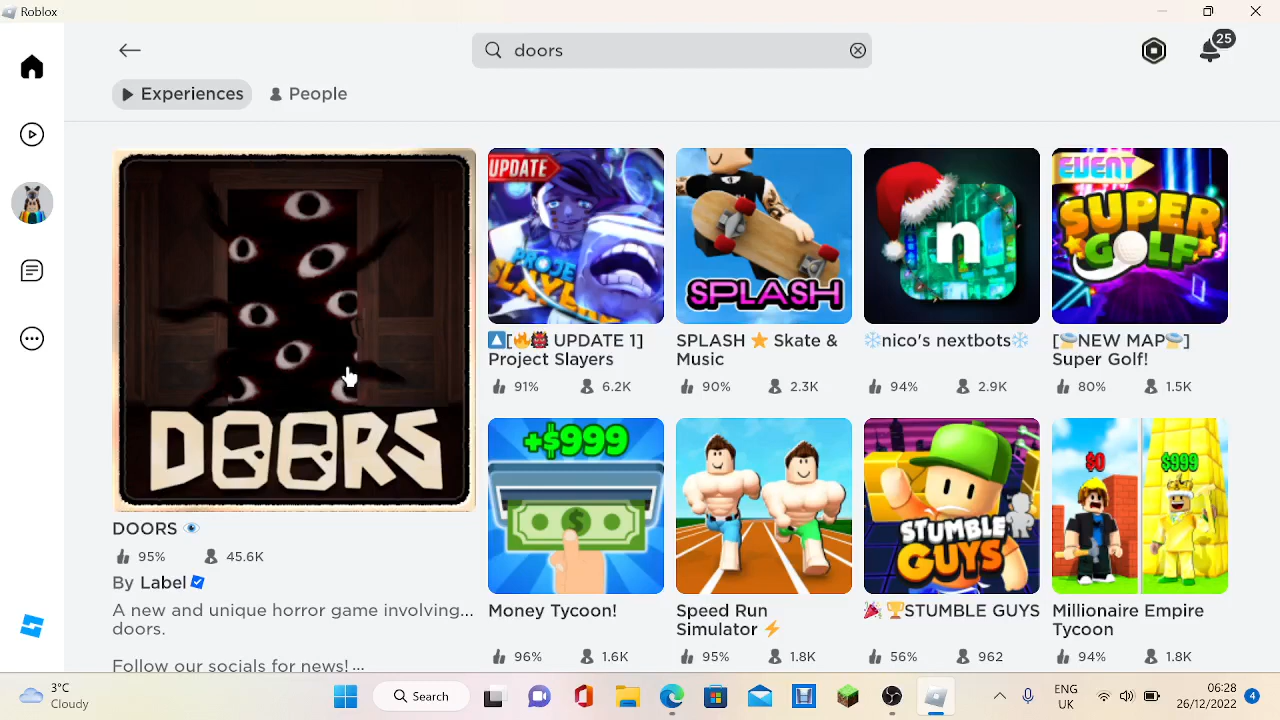 Roblox
doors
25
Experiences
People
DOORS
DOORS
95%
45.6K
By Label
A new and unique horror game involving...
doors.
Follow our socials for news! ...
UPDATE
PROJECT
SLAYERS
[ UPDATE 1]
Project Slayers
91%
6.2K
SPLASH
SPLASH ⭐ Skate &
Music
90%
2.3K
n
❄nico's nextbots❄
94%
2.9K
EVENT
SUPER
GOLF
[NEW MAP]
Super Golf!
80%
1.5K
+$999
Money Tycoon!
96%
1.6K
Speed Run
Simulator ⚡
95%
1.8K
STUMBLE
GUYS
🎉 🏆STUMBLE GUYS
56%
962
$0
$999
Millionaire Empire
Tycoon
94%
1.8K
3°C
Cloudy
Search
ENG
UK
06:28
26/12/2022
4